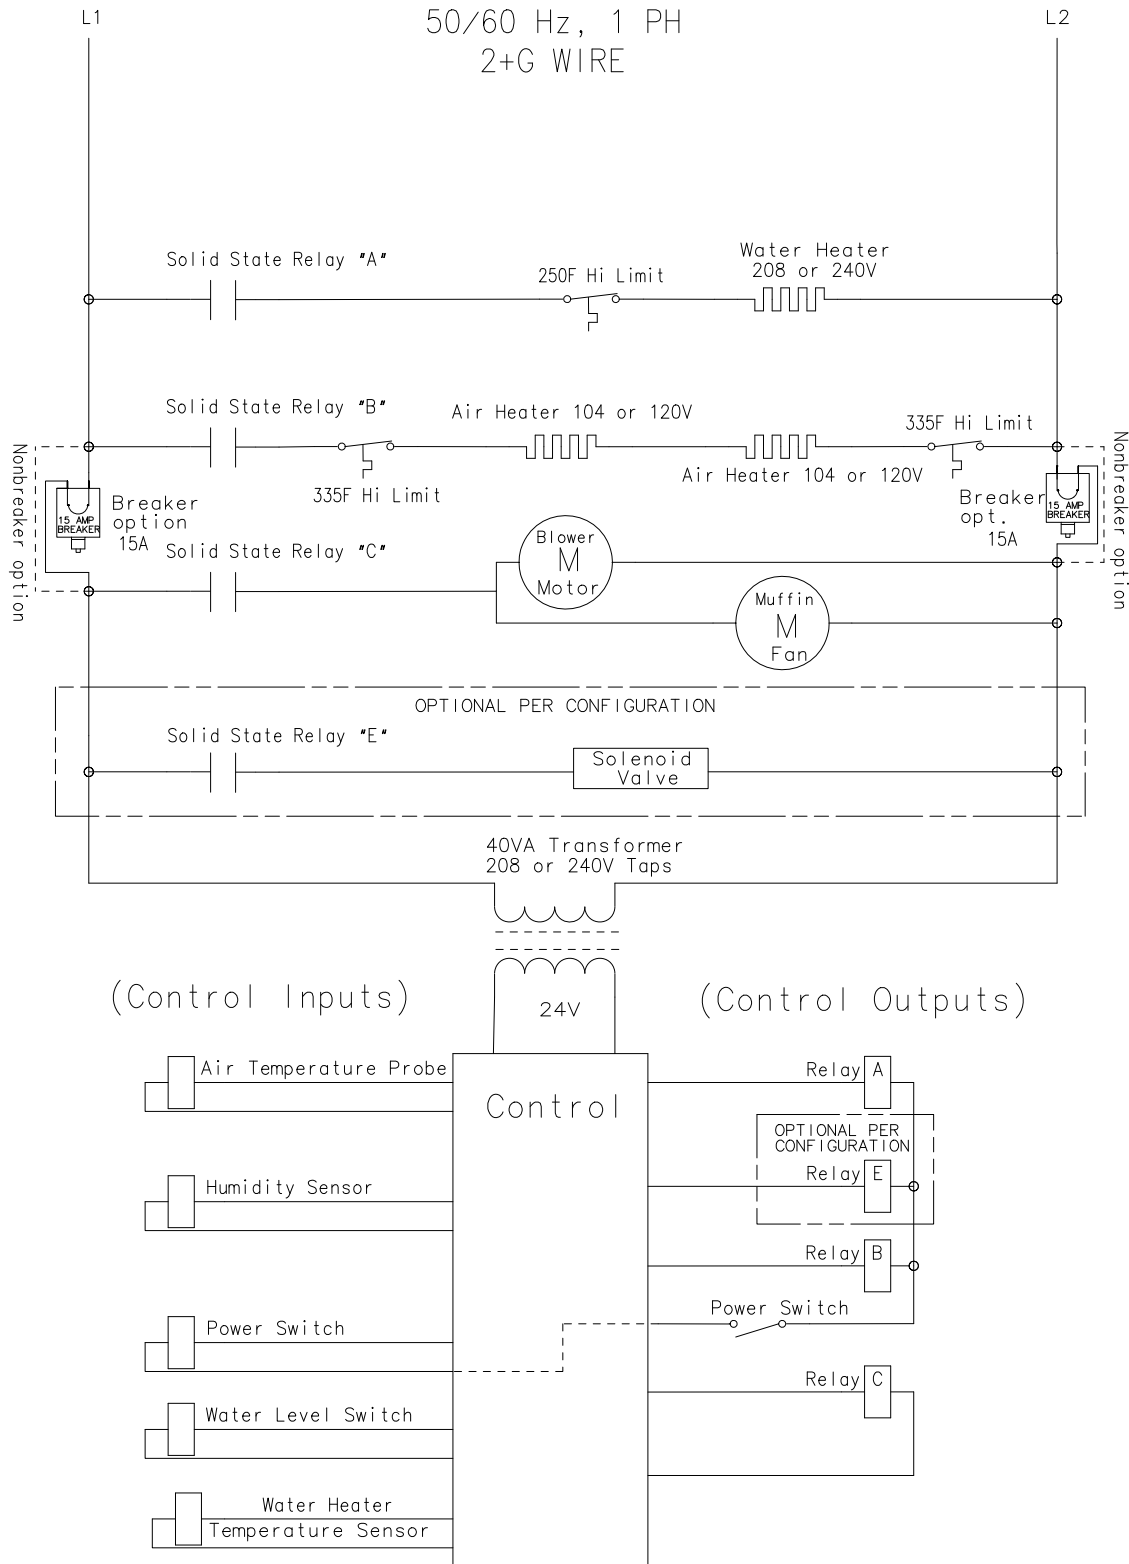 L1
50/60 Hz, 1 PH
L2
2+G WIRE
Solid State Relay "A"
250F Hi Limit
Water Heater
208 or 240V
Solid State Relay "B"
335F Hi Limit
Air Heater 104 or 120V
Air Heater 104 or 120V
335F Hi Limit
Nonbreaker option
15 AMP
BREAKER
Breaker
option
15A
Breaker
opt.
15A
15 AMP
BREAKER
Nonbreaker option
Solid State Relay "C"
Blower
M
Motor
Muffin
M
Fan
OPTIONAL PER CONFIGURATION
Solid State Relay "E"
Solenoid
Valve
40VA Transformer
208 or 240V Taps
24V
(Control Inputs)
(Control Outputs)
Control
Air Temperature Probe
Humidity Sensor
Power Switch
Water Level Switch
Water Heater
Temperature Sensor
Relay A
OPTIONAL PER
CONFIGURATION
Relay E
Relay B
Power Switch
Relay C